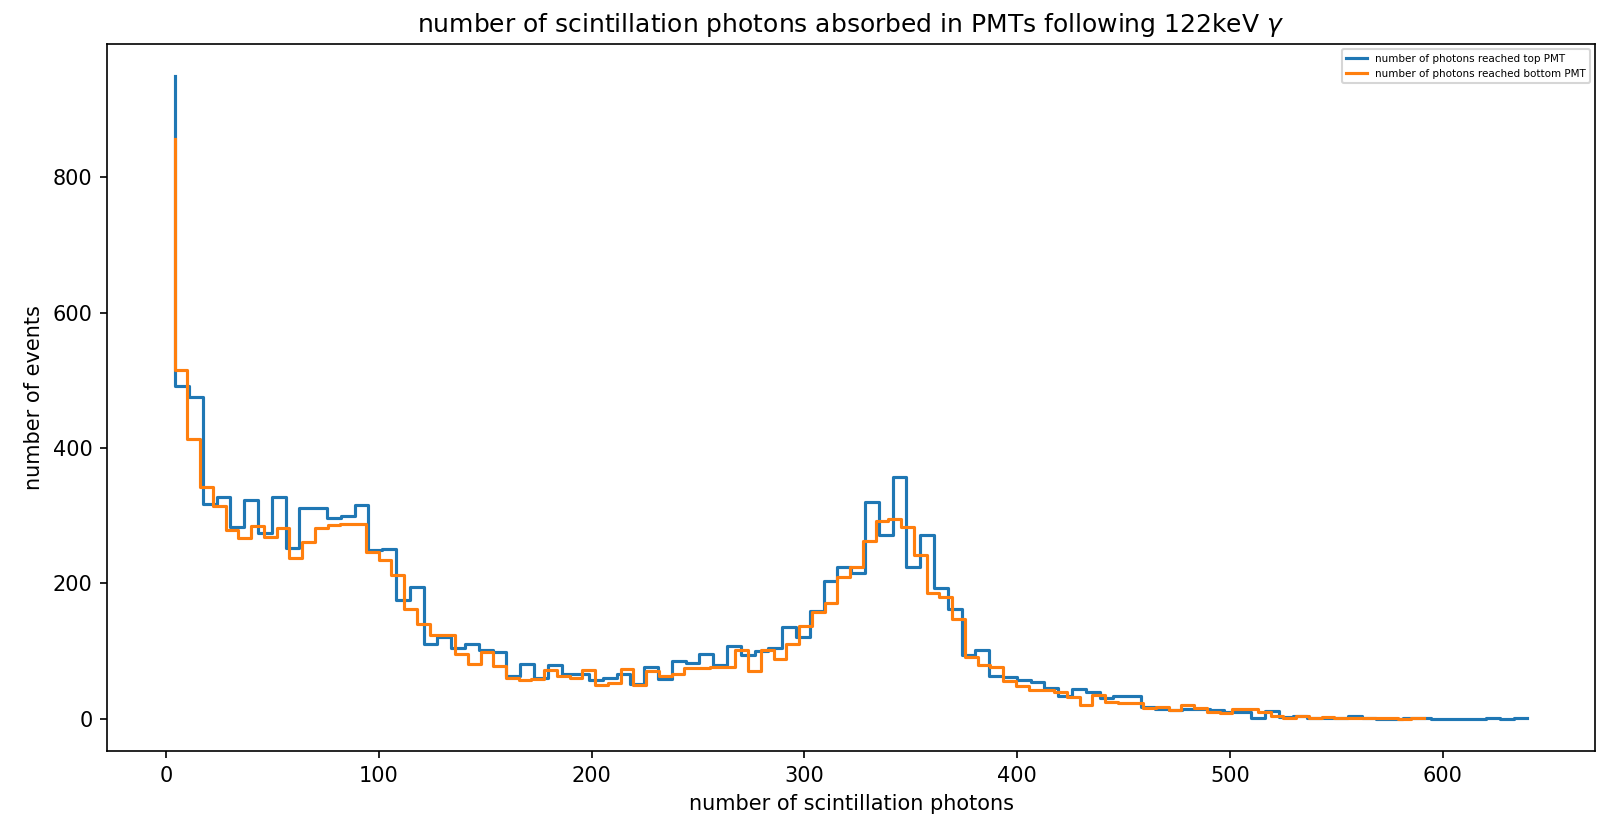 number of scintillation photons absorbed in PMTs following 122keV γ
number of photons reached top PMT
number of photons reached bottom PMT
number of events
800
600
400
200
0
0 100 200 300 400 500 600
number of scintillation photons